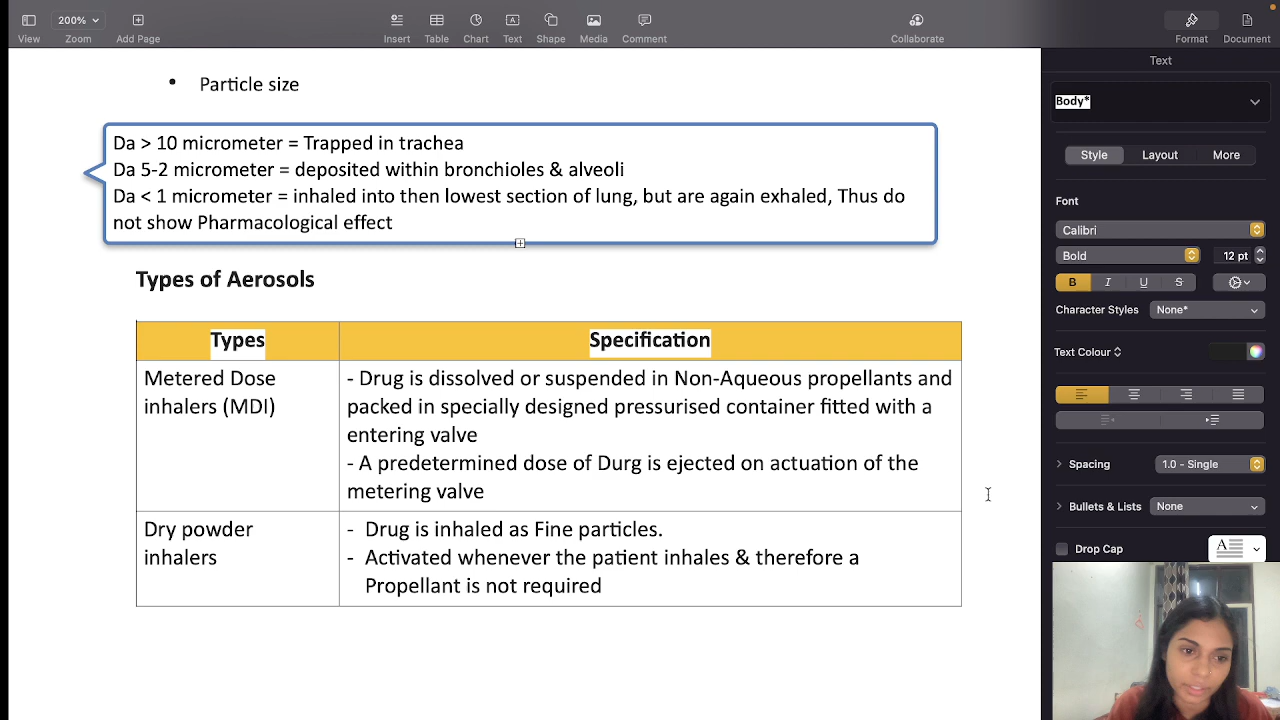 200%
View
Zoom
Add Page
Insert
Table
Chart
Text
Shape
Media
Comment
Collaborate
Format
Document
• Particle size
Da > 10 micrometer = Trapped in trachea
Da 5-2 micrometer = deposited within bronchioles & alveoli
Da < 1 micrometer = inhaled into then lowest section of lung, but are again exhaled, Thus do
not show Pharmacological effect
Types of Aerosols
Types
Specification
Metered Dose
inhalers (MDI)
- Drug is dissolved or suspended in Non-Aqueous propellants and
packed in specially designed pressurised container fitted with a
entering valve
- A predetermined dose of Durg is ejected on actuation of the
metering valve
Dry powder
inhalers
- Drug is inhaled as Fine particles.
- Activated whenever the patient inhales & therefore a
Propellant is not required
Text
Body*
Style
Layout
More
Font
Calibri
Bold
12 pt
B I U S
Character Styles
None*
Text Colour
Spacing
1.0 - Single
Bullets & Lists
None
Drop Cap
A